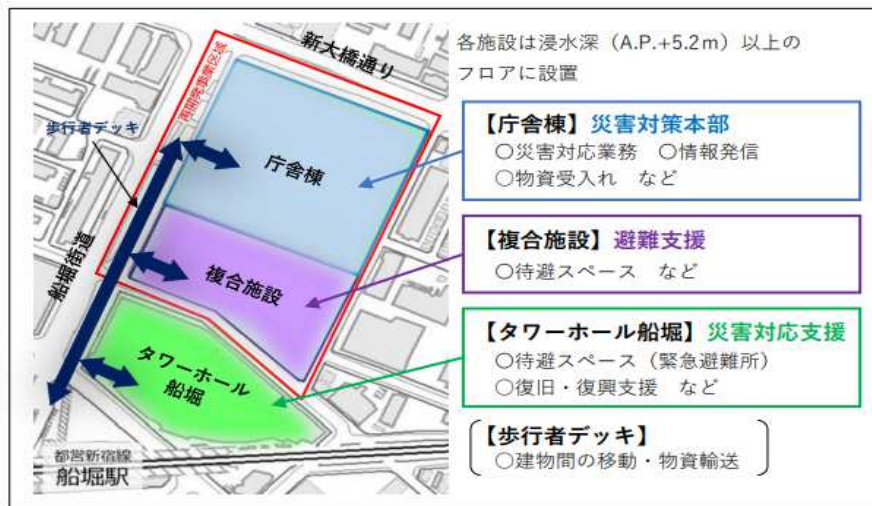 新大橋通り
再開発事業区域
歩行者デッキ
庁舎棟
船堀街道
複合施設
タワーホール
船堀
都営新宿線
船堀駅
各施設は浸水深（A.P.+5.2ｍ）以上の
フロアに設置
【庁舎棟】災害対策本部
○災害対応業務　○情報発信
○物資受入れ　など
【複合施設】避難支援
○待避スペース　など
【タワーホール船堀】災害対応支援
○待避スペース（緊急避難所）
○復旧・復興支援　など
【歩行者デッキ】
○建物間の移動・物資輸送